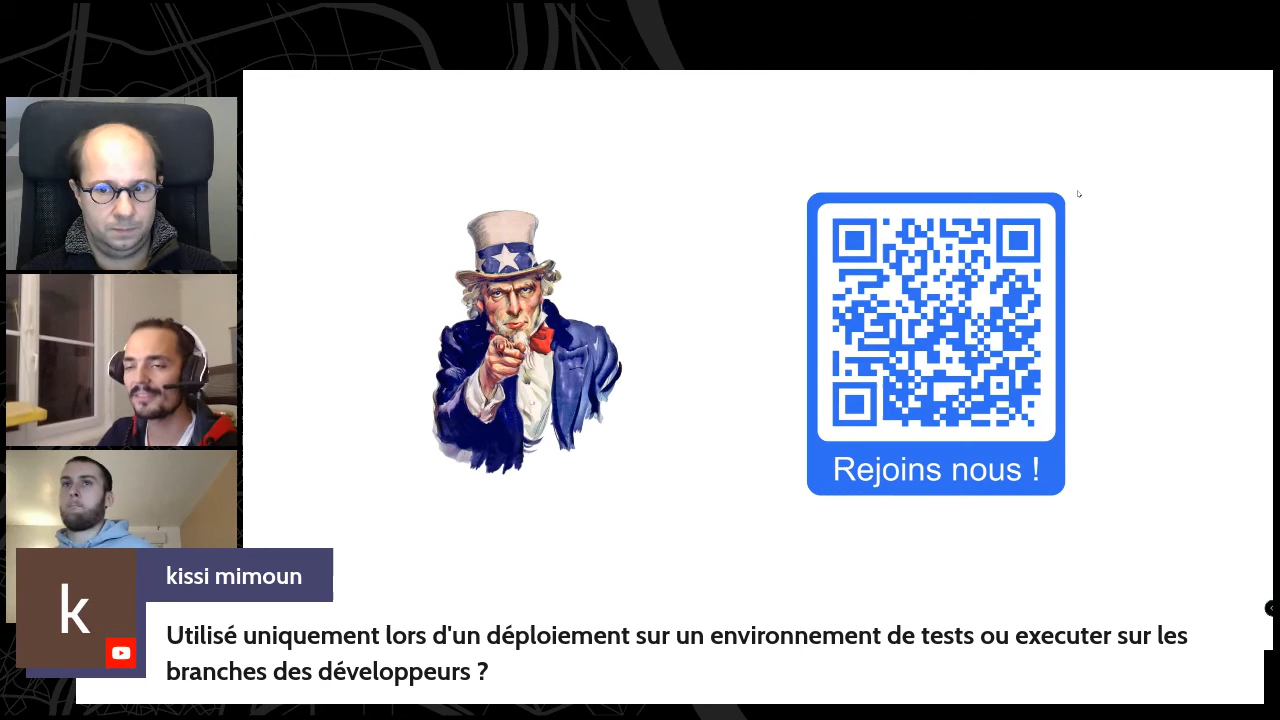 Rejoins nous !
k
kissi mimoun
Utilisé uniquement lors d'un déploiement sur un environnement de tests ou executer sur les
branches des développeurs ?